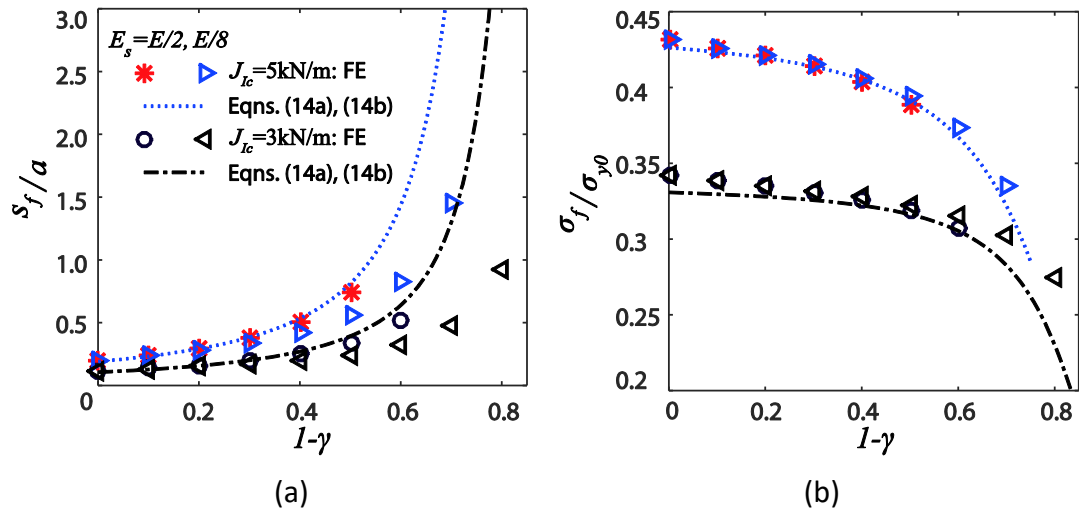 3.0
2.5
2.0
1.5
1.0
0.5
0 0.2 0.4 0.6 0.8
s_f/a
1-γ
E_s=E/2, E/8
J_Ic=5kN/m: FE
Eqns. (14a), (14b)
J_Ic=3kN/m: FE
Eqns. (14a), (14b)
(a)
0.45
0.4
0.35
0.3
0.25
0.2
0 0.2 0.4 0.6 0.8
σ_f/σ_y0
1-γ
(b)